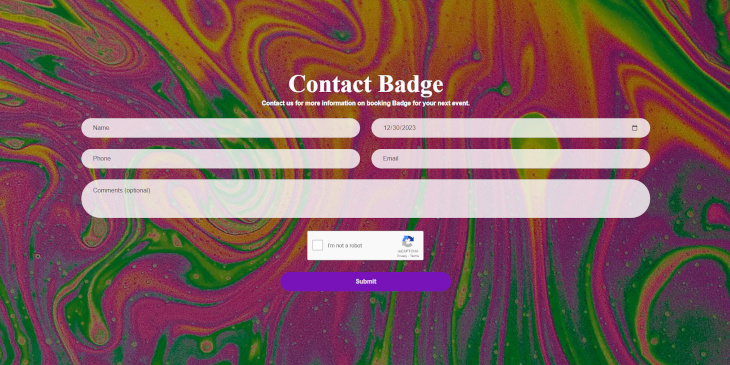 Contact Badge
Contact us for more information on booking Badge for your next event.
Name
12/30/2023
Phone
Email
Comments (optional)
I'm not a robot
reCAPTCHA
Privacy - Terms
Submit